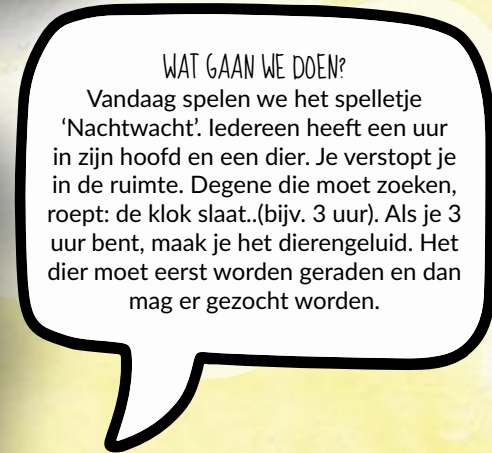 WAT GAAN WE DOEN?
Vandaag spelen we het spelletje
‘Nachtwacht’. Iedereen heeft een uur
in zijn hoofd en een dier. Je verstopt je
in de ruimte. Degene die moet zoeken,
roept: de klok slaat..(bijv. 3 uur). Als je 3
uur bent, maak je het dierengeluid. Het
dier moet eerst worden geraden en dan
mag er gezocht worden.